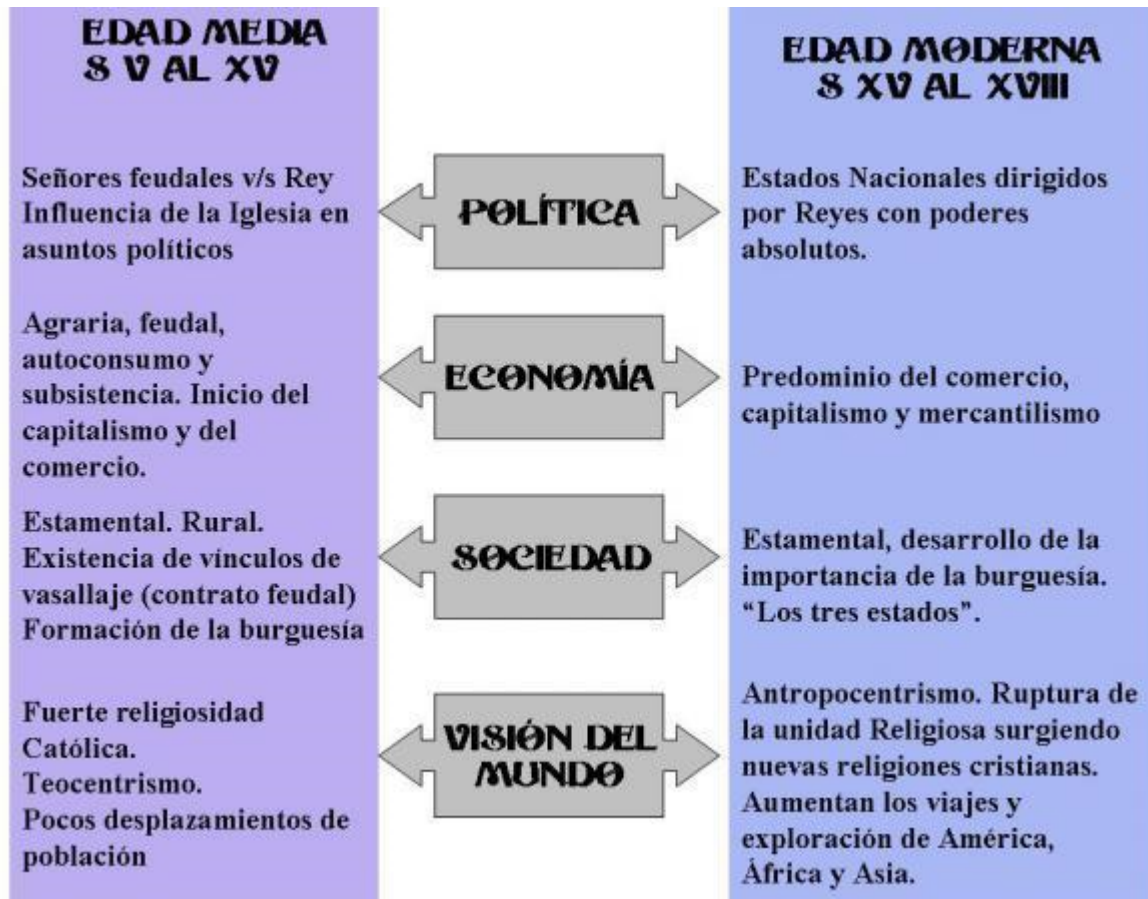 EDAD MEDIA
S V AL XV
EDAD MODERNA
S XV AL XVIII
Señores feudales v/s Rey
Influencia de la Iglesia en
asuntos políticos
POLÍTICA
Estados Nacionales dirigidos
por Reyes con poderes
absolutos.
Agraria, feudal,
autoconsumo y
subsistencia. Inicio del
capitalismo y del
comercio.
ECONOMÍA
Predominio del comercio,
capitalismo y mercantilismo
Estamental. Rural.
Existencia de vínculos de
vasallaje (contrato feudal)
Formación de la burguesía
SOCIEDAD
Estamental, desarrollo de la
importancia de la burguesía.
“Los tres estados”.
Fuerte religiosidad
Católica.
Teocentrismo.
Pocos desplazamientos de
población
VISIÓN DEL
MUNDO
Antropocentrismo. Ruptura de
la unidad Religiosa surgiendo
nuevas religiones cristianas.
Aumentan los viajes y
exploración de América,
África y Asia.